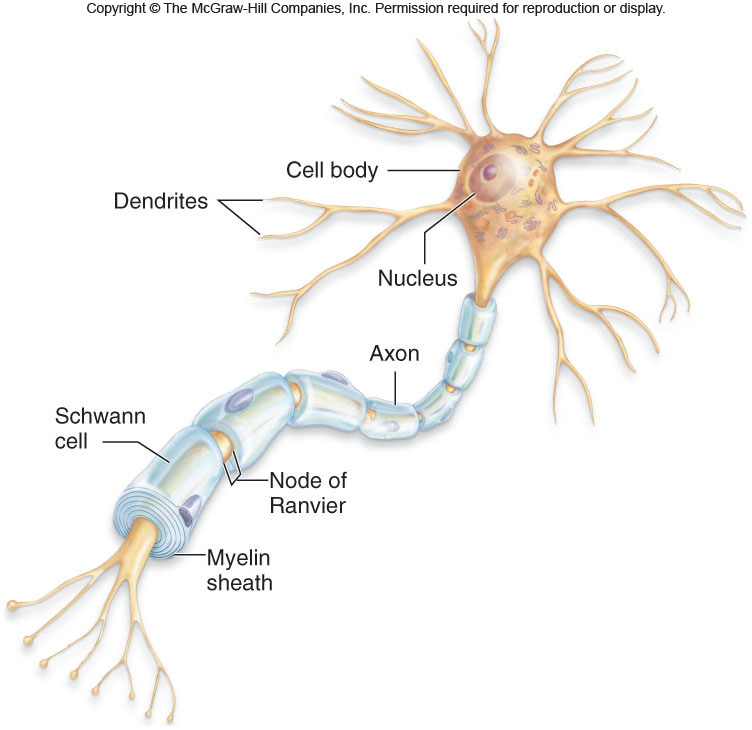 Copyright © The McGraw-Hill Companies, Inc. Permission required for reproduction or display.
Cell body
Dendrites
Nucleus
Axon
Schwann
cell
Node of
Ranvier
Myelin
sheath